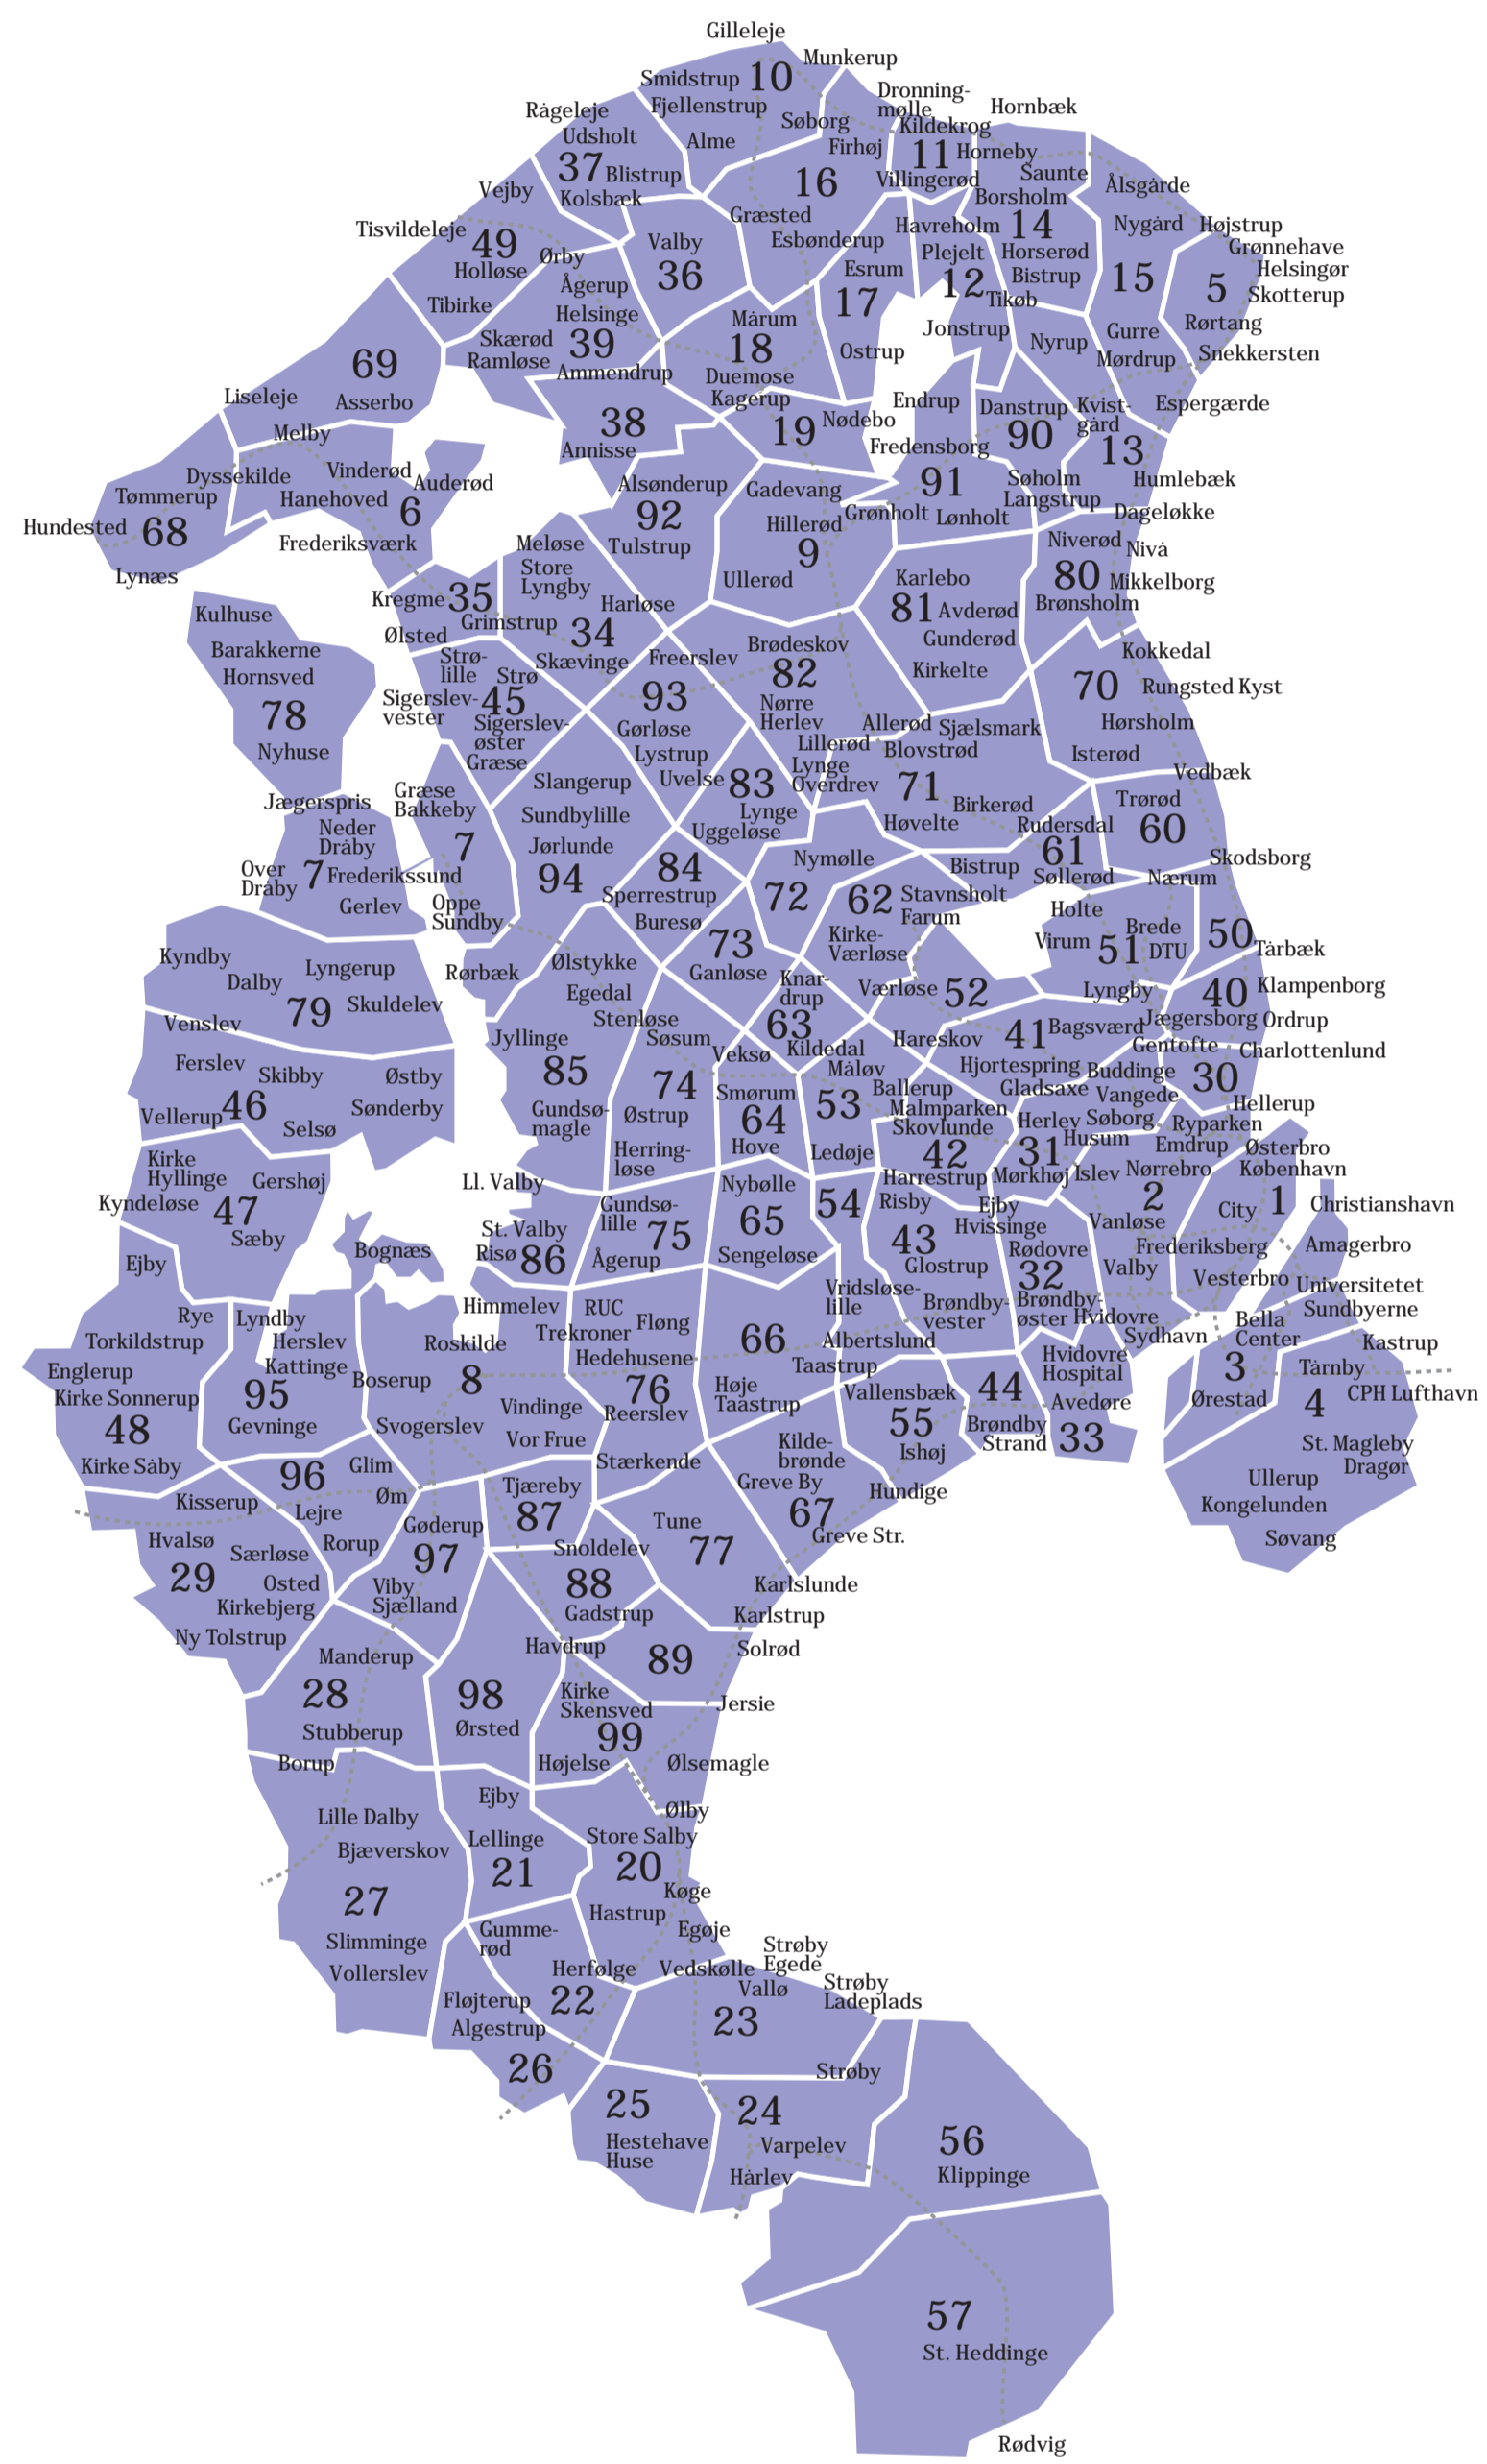 Gilleleje
Munkerup
Smidstrup
10
Fjellenstrup
Dronning-
mølle
Hornbæk
Rågeleje
Søborg
Kildekrog
Udsholt
Alme
Firhøj
11
Horneby
37
Blistrup
16
Villingerød
Saunte
Ålsgårde
Vejby
Kolsbæk
Borsholm
Tisvildeleje
Græsted
Havreholm
14
Nygård
Højstrup
49
Ørby
Valby
Esbønderup
Plejelt
Horserød
Grønnehave
Holløse
36
Esrum
12
Bistrup
15
5
Helsingør
Ågerup
17
Tikøb
Skotterup
Tibirke
Helsinge
Mårum
Jonstrup
Nyrup
Gurre
Rørtang
Skærød
39
18
Ostrup
Mørdrup
Snekkersten
Ramløse
69
Ammendrup
Duemose
Liseleje
Asserbo
Kagerup
Endrup
Danstrup
Kvist-
gård
Espergærde
38
19
Nødebo
90
Melby
Annisse
Fredensborg
13
Dyssekilde
Vinderød
Auderød
Alsønderup
Gadevang
91
Søholm
Humlebæk
Tømmerup
Hanehoved
6
92
Hillerød
Grønholt
Lønholt
Langstrup
Dageløkke
Hundested
68
Frederiksværk
Meløse
Tulstrup
9
Niverød
Nivå
Lynæs
Store
Lyngby
Ullerød
Karlebo
80
Mikkelborg
Kulhuse
Kregme
35
Harløse
81
Avderød
Brønsholm
Grimstrup
34
Barakkerne
Ølsted
Skævinge
Freerslev
Brødeskov
Gunderød
Kokkedal
Hornsved
Strø-
lille
Strø
93
82
Kirkelte
70
Rungsted Kyst
78
Sigerslev-
vester
45
Nørre
Herlev
Hørsholm
Nyhuse
Sigerslev-
øster
Gørløse
Allerød
Sjælsmark
Græse
Lystrup
Lillerød
Blovstrød
Isterød
Slangerup
Uvelse
83
Lynge
Overdrev
71
Vedbæk
Jægerspris
Græse
Bakkeby
Sundbylille
Lynge
Birkerød
Trørød
Neder
Dråby
7
Jørlunde
Uggeløse
Høvelte
Rudersdal
60
Over
Dråby
7
Frederikssund
94
84
Nymølle
Bistrup
61
Skodsborg
Gerlev
Oppe
Sundby
Sperrestrup
72
62
Stavnsholt
Søllerød
Nærum
Buresø
Farum
Holte
Kyndby
Lyngerup
Rørbæk
Ølstykke
73
Kirke-
Værløse
Virum
Brede
50
Dalby
Ganløse
51
DTU
Tårbæk
79
Skuldelev
Egedal
Knar-
drup
Værløse
52
Lyngby
40
Klampenborg
Venslev
Stenløse
63
Hareskov
41
Bagsværd
Jægersborg
Ordrup
Ferslev
Jyllinge
Søsum
Veksø
Kildedal
Gentofte
Charlottenlund
Skibby
Østby
85
74
Måløv
Hjortespring
Buddinge
30
46
Smørum
53
Ballerup
Gladsaxe
Vangede
Vellerup
Sønderby
Gundsø-
magle
Østrup
64
Malmparken
Herlev
Søborg
Hellerup
Selsø
Skovlunde
Ryparken
Hove
Ledøje
42
31
Husum
Emdrup
Østerbro
Kirke
Hyllinge
Gershøj
Herring-
løse
Harrestrup
Mørkhøj
Islev
Nørrebro
København
Ll. Valby
Nybølle
54
Risby
Ejby
2
1
Christianshavn
Kyndeløse
47
Gundsø-
lille
75
65
Hvissinge
Vanløse
City
Sæby
St. Valby
43
Rødovre
Frederiksberg
Amagerbro
Bognæs
Risø
86
Ågerup
Sengeløse
Glostrup
32
Valby
Vesterbro
Ejby
Universitetet
Vridsløse-
lille
Brøndby-
vester
Brøndby-
øster
Hvidovre
Sundbyerne
Rye
Lyndby
Himmelev
RUC
Fløng
Sydhavn
Bella
Center
Torkildstrup
Herslev
Roskilde
Trekroner
66
Albertslund
Kastrup
Englerup
Kattinge
Hedehusene
Taastrup
Hvidovre
Hospital
3
Tårnby
Kirke Sonnerup
95
Boserup
8
76
Høje
Taastrup
Vallensbæk
44
Avedøre
Ørestad
4
CPH Lufthavn
48
Gevninge
Svogerslev
Vindinge
Reerslev
55
Brøndby
Strand
33
Kirke Såby
96
Glim
Vor Frue
Stærkende
Kilde-
brønde
Ishøj
St. Magleby
Dragør
Kisserup
Øm
Tjæreby
Greve By
Hundige
Ullerup
Lejre
87
67
Kongelunden
Hvalsø
Særløse
Rorup
Gøderup
Tune
Greve Str.
Søvang
29
97
Snoldelev
77
Osted
Viby
Sjælland
88
Karlslunde
Kirkebjerg
Gadstrup
Karlstrup
Ny Tolstrup
Manderup
Havdrup
89
Solrød
28
98
Kirke
Skensved
Jersie
Stubberup
Ørsted
99
Borup
Højelse
Ølsemagle
Ejby
Lille Dalby
Ølby
Bjæverskov
Lellinge
Store Salby
21
20
27
Køge
Slimminge
Gumme-
rød
Hastrup
Egøje
Vollerslev
Herfølge
Vedskølle
Strøby
Egede
Fløjterup
22
Vallø
Strøby
Ladeplads
Algestrup
23
26
Strøby
25
24
Hestehave
Huse
Varpelev
56
Hårlev
Klippinge
57
St. Heddinge
Rødvig